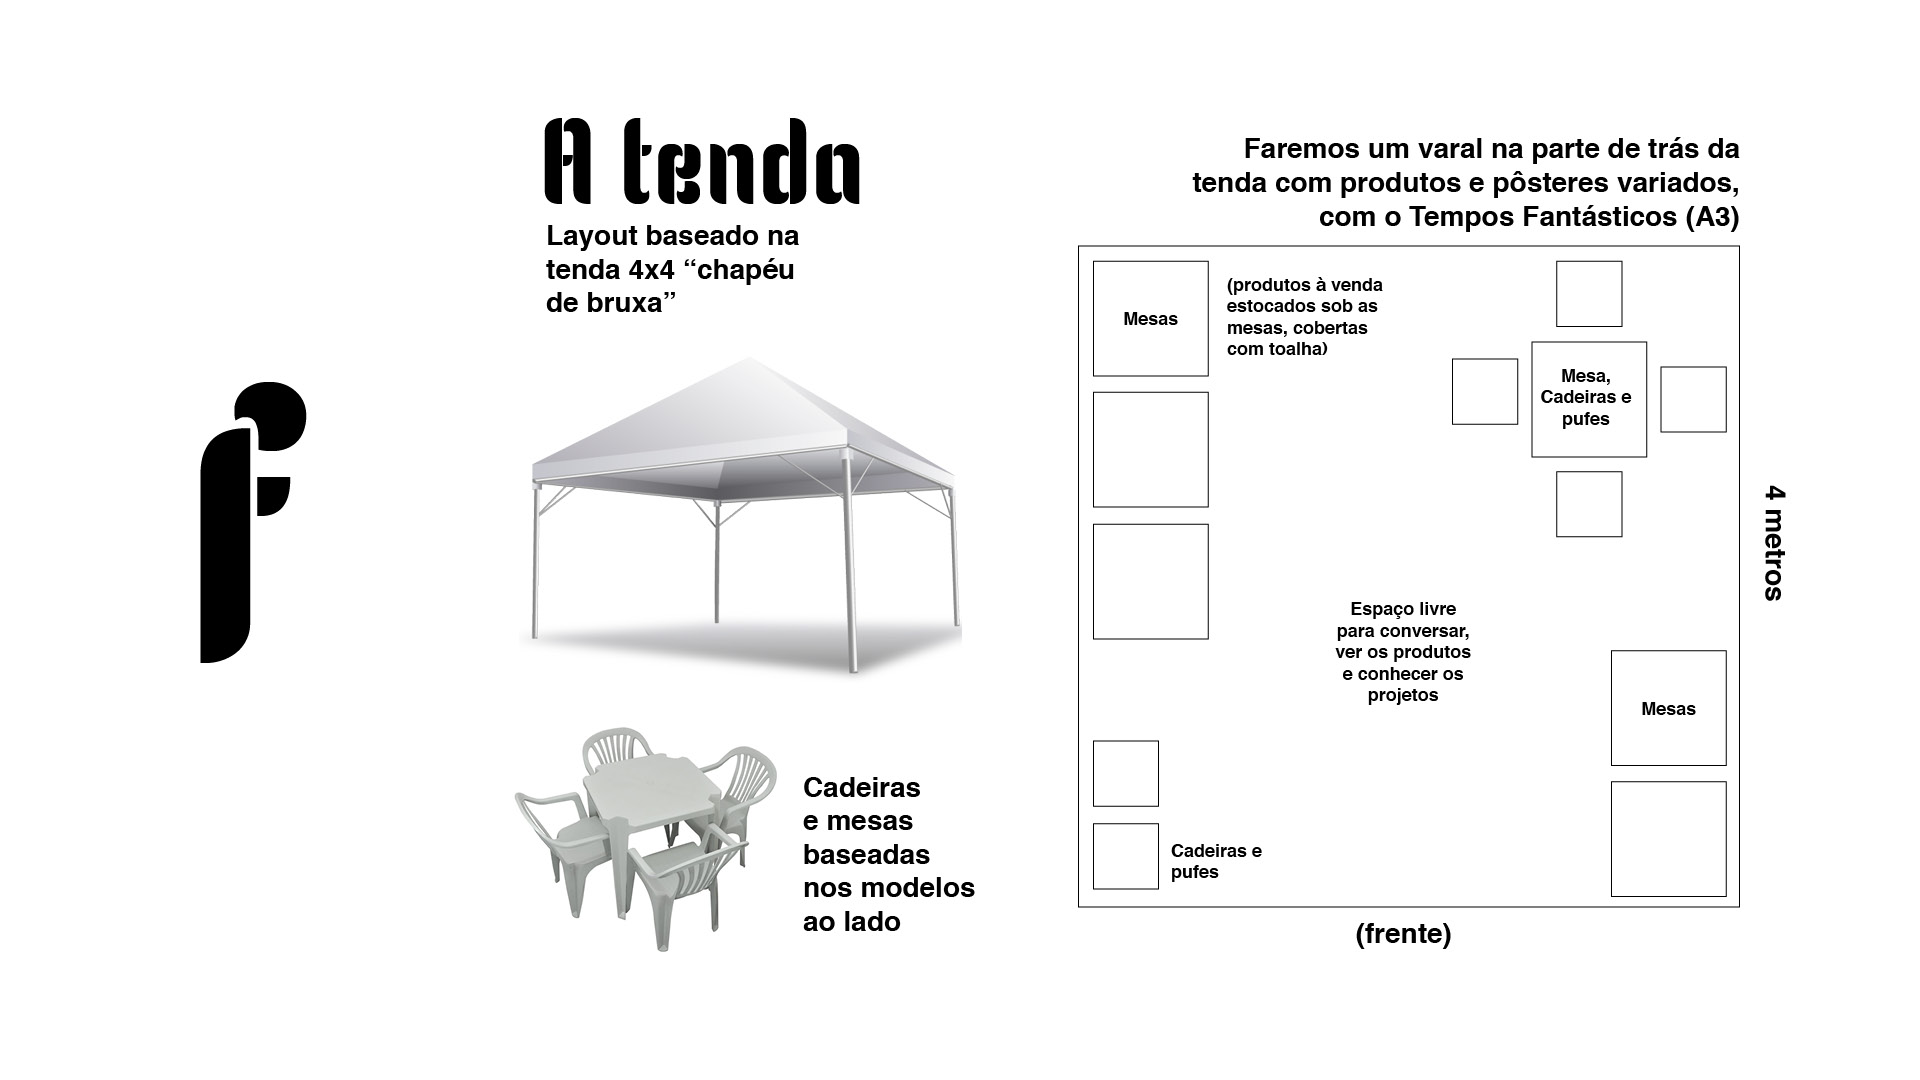 A tenda
Layout baseado na
tenda 4x4 “chapéu
de bruxa”
f
Cadeiras
e mesas
baseadas
nos modelos
ao lado
Faremos um varal na parte de trás da
tenda com produtos e pôsteres variados,
com o Tempos Fantásticos (A3)
Mesas
(produtos à venda
estocados sob as
mesas, cobertas
com toalha)
Mesa,
Cadeiras e
pufes
4 metros
Espaço livre
para conversar,
ver os produtos
e conhecer os
projetos
Mesas
Cadeiras e
pufes
(frente)